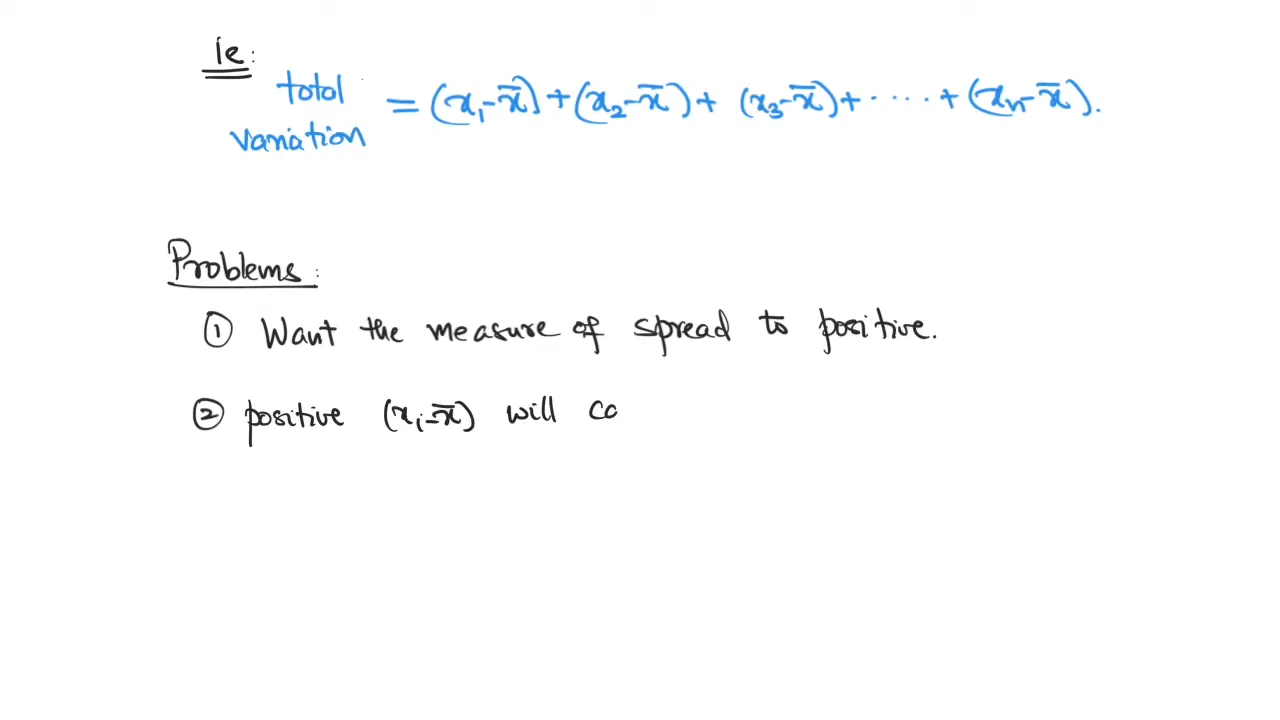 Ie:
total variation = (x₁-x̄)+(x₂-x̄)+ (x₃-x̄)+ ····+ (xₙ-x̄).
Problems:
① Want the measure of spread to positive.
② positive (xᵢ-x̄) will co